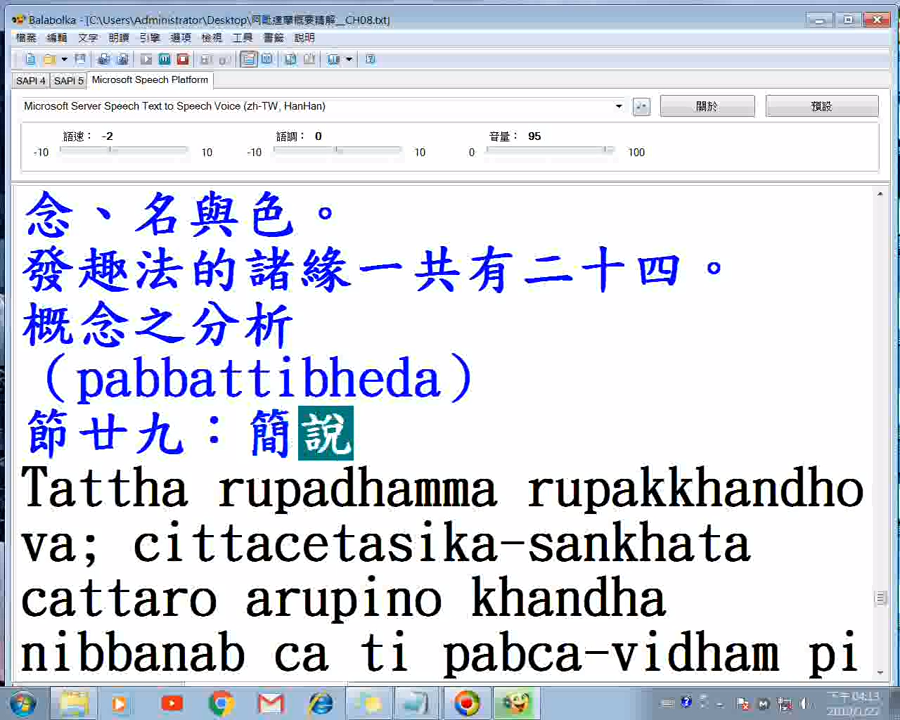 Balabolka - [C:\Users\Administrator\Desktop\阿毗達摩概要精解__CH08.txt]
檔案 編輯 文字 朗讀 引擎 選項 檢視 工具 書籤 說明
SAPI 4 SAPI 5 Microsoft Speech Platform
Microsoft Server Speech Text to Speech Voice (zh-TW, HanHan) 關於 預設
語速： -2 語調： 0 音量： 95
-10 10 -10 10 0 100
念、名與色。
發趣法的諸緣一共有二十四。
概念之分析
（pabbattibheda）
節廿九：簡說
Tattha rupadhamma rupakkhandho
va; cittacetasika-sankhata
cattaro arupino khandha
nibbanab ca ti pabca-vidham pi
下午 04:13